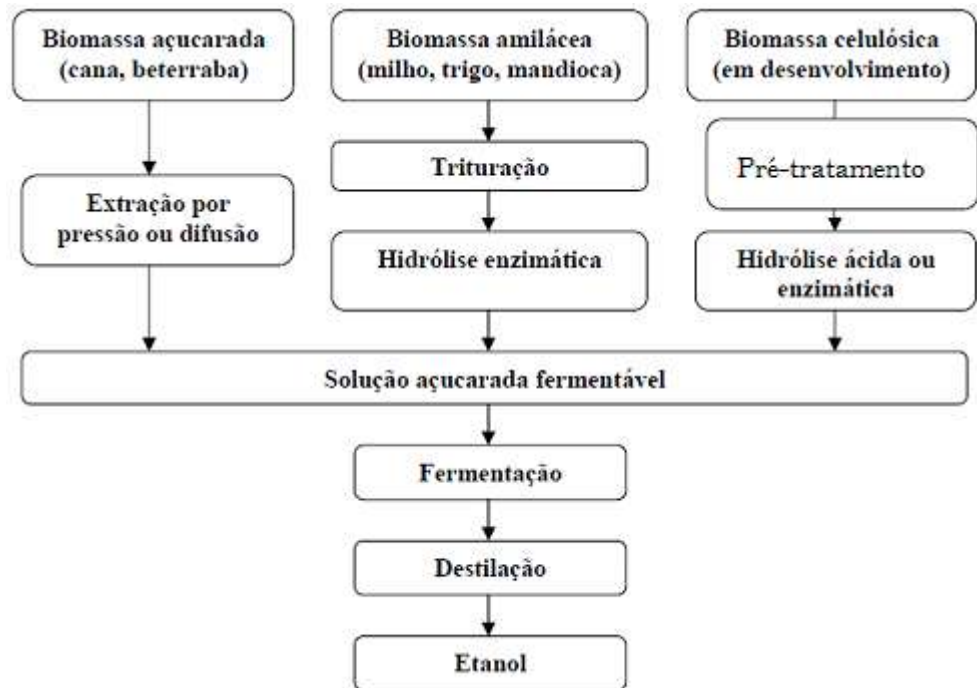 Biomassa açucarada
(cana, beterraba)
Biomassa amilácea
(milho, trigo, mandioca)
Biomassa celulósica
(em desenvolvimento)
Extração por
pressão ou difusão
Trituração
Hidrólise enzimática
Pré-tratamento
Hidrólise ácida ou
enzimática
Solução açucarada fermentável
Fermentação
Destilação
Etanol